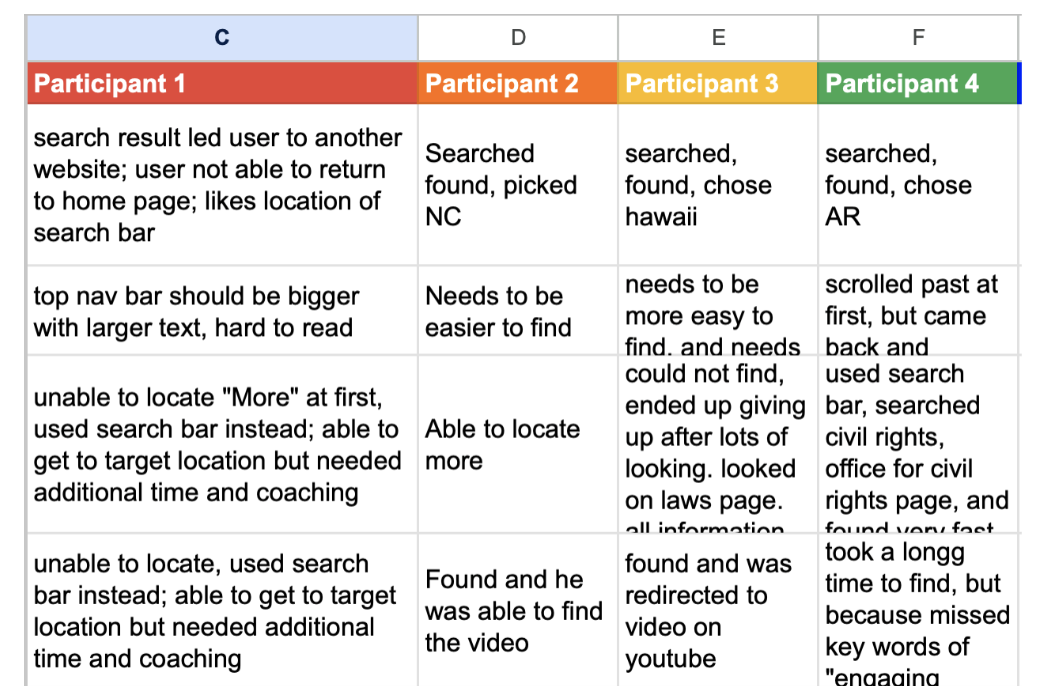 C D E F
Participant 1 Participant 2 Participant 3 Participant 4
search result led user to another
website; user not able to return
to home page; likes location of
search bar
Searched
found, picked
NC
searched,
found, chose
hawaii
searched,
found, chose
AR
top nav bar should be bigger
with larger text, hard to read
Needs to be
easier to find
needs to be
more easy to
find. and needs
scrolled past at
first, but came
back and
unable to locate "More" at first,
used search bar instead; able to
get to target location but needed
additional time and coaching
Able to locate
more
could not find,
ended up giving
up after lots of
looking. looked
on laws page.
all information
used search
bar, searched
civil rights,
office for civil
rights page, and
found very fast
unable to locate, used search
bar instead; able to get to target
location but needed additional
time and coaching
Found and he
was able to find
the video
found and was
redirected to
video on
youtube
took a longg
time to find, but
because missed
key words of
"engaging